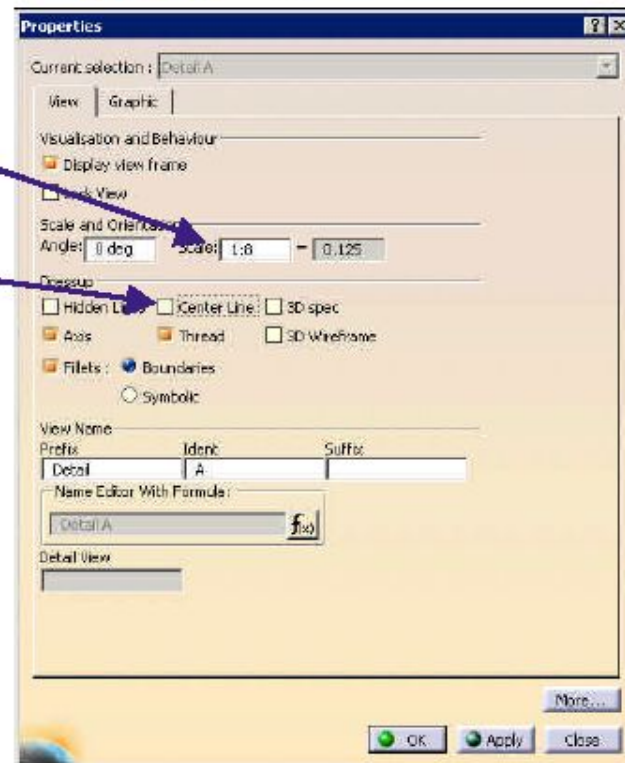 Properties
Current selection : Detail A
View Graphic
Visualisation and Behaviour
Display view frame
View
Scale and Orientation
Angle: 0 deg Scale: 1:8 = 0.125
Dressup
Hidden Center Line 3D spec
Axis Thread 3D Wireframe
Fillets : Boundaries
Symbolic
View Name
Prefix Ident Suffix
Detail A
Name Editor With Formula:
Detail A f(x)
Detail View
More...
OK Apply Close